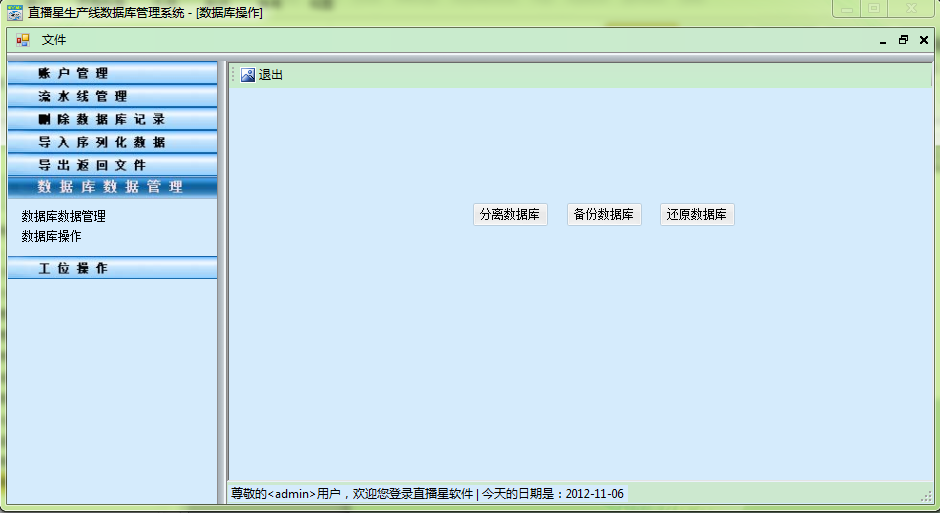 直播星生产线数据库管理系统 - [数据库操作]
文件
账户管理
流水线管理
删除数据库记录
导入序列化数据
导出返回文件
数据库数据管理
数据库数据管理
数据库操作
工位操作
退出
分离数据库 备份数据库 还原数据库
尊敬的<admin>用户，欢迎您登录直播星软件 | 今天的日期是：2012-11-06